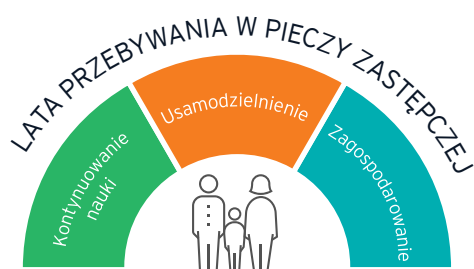 LATA PRZEBYWANIA W PIECZY ZASTĘPCZEJ
Kontynuowanie
nauki
Usamodzielnienie
Zagospodarowanie